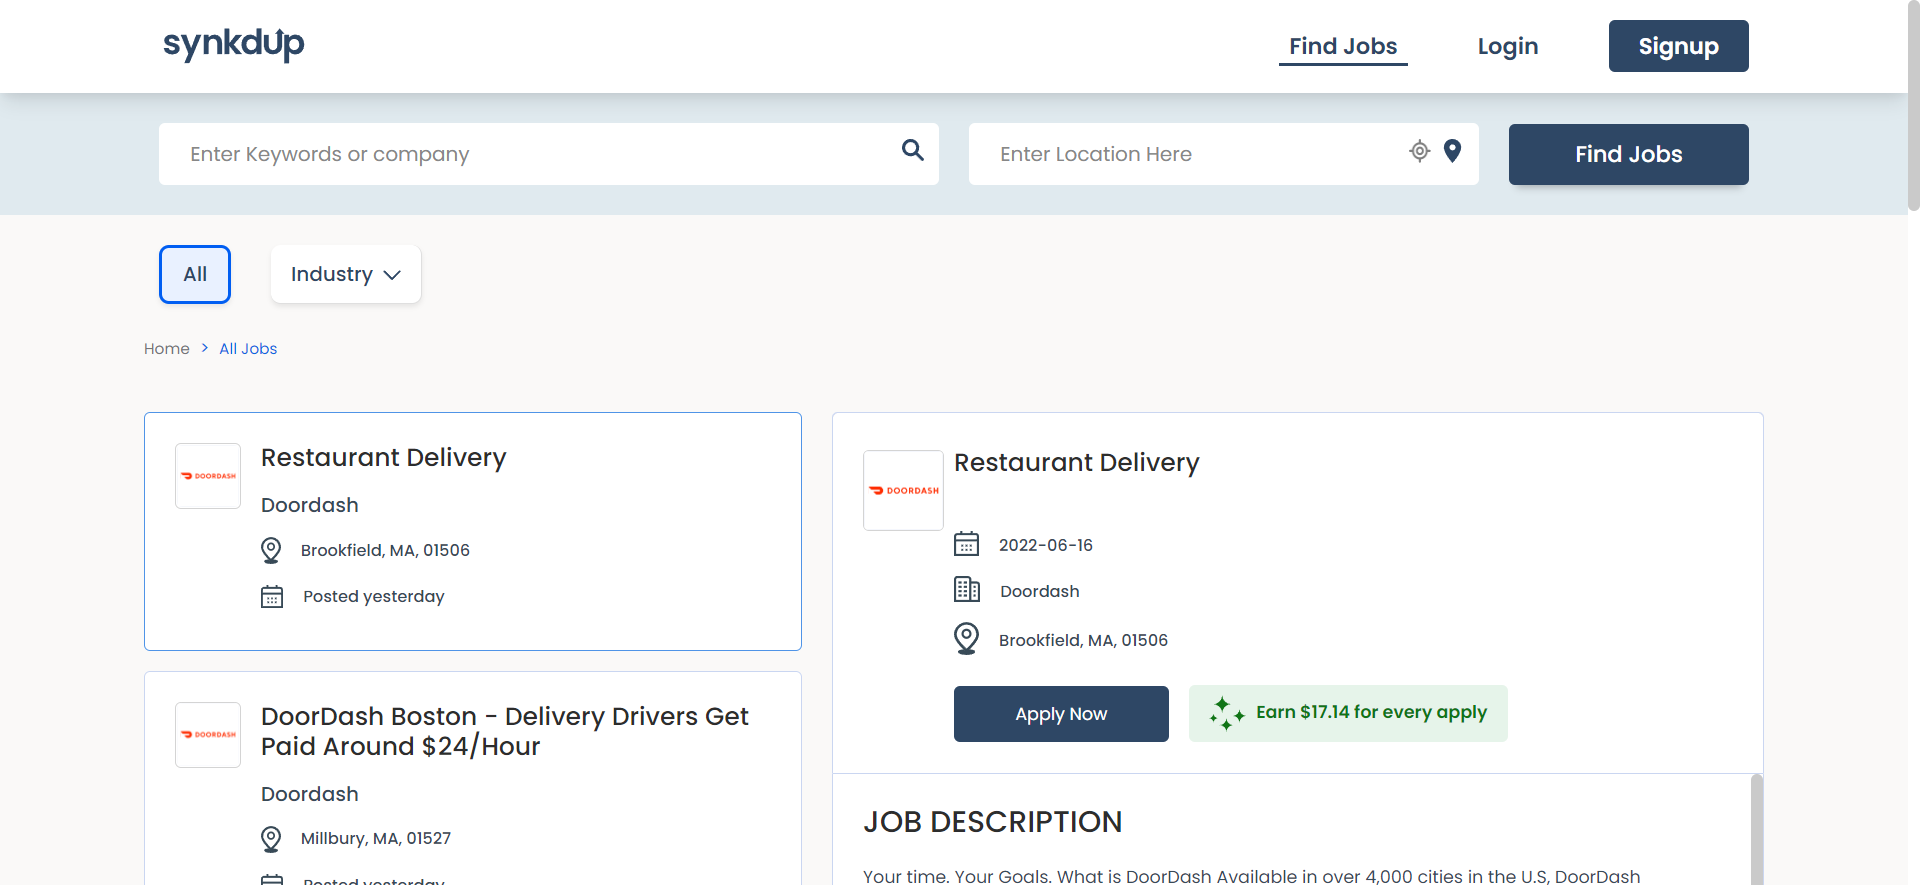 synkdup
Find Jobs
Login
Signup
Enter Keywords or company
Enter Location Here
Find Jobs
All
Industry
Home > All Jobs
DOORDASH
Restaurant Delivery
Doordash
Brookfield, MA, 01506
Posted yesterday
DOORDASH
DoorDash Boston - Delivery Drivers Get
Paid Around $24/Hour
Doordash
Millbury, MA, 01527
Posted yesterday
DOORDASH
Restaurant Delivery
2022-06-16
Doordash
Brookfield, MA, 01506
Apply Now
Earn $17.14 for every apply
JOB DESCRIPTION
Your time. Your Goals. What is DoorDash Available in over 4,000 cities in the U.S, DoorDash